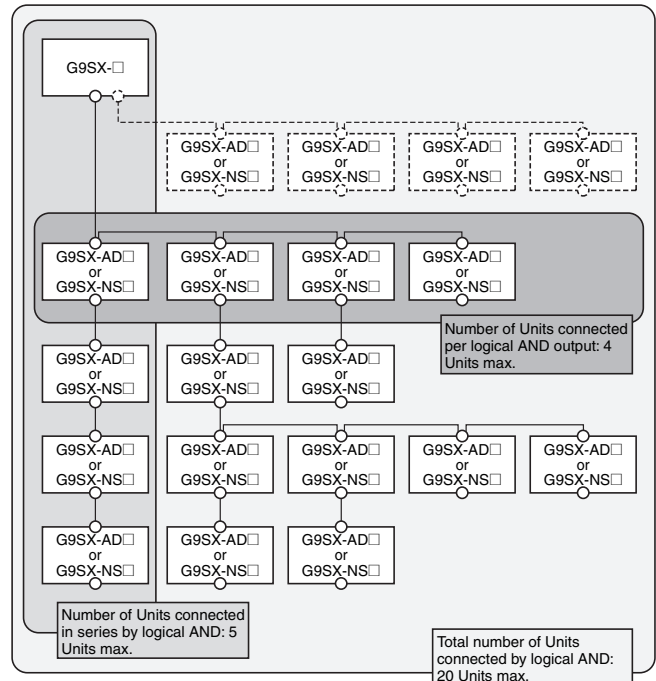 G9SX-□
G9SX-AD□ or G9SX-NS□
G9SX-AD□ or G9SX-NS□
G9SX-AD□ or G9SX-NS□
G9SX-AD□ or G9SX-NS□
G9SX-AD□ or G9SX-NS□
G9SX-AD□ or G9SX-NS□
G9SX-AD□ or G9SX-NS□
G9SX-AD□ or G9SX-NS□
Number of Units connected
per logical AND output: 4
Units max.
G9SX-AD□ or G9SX-NS□
G9SX-AD□ or G9SX-NS□
G9SX-AD□ or G9SX-NS□
G9SX-AD□ or G9SX-NS□
G9SX-AD□ or G9SX-NS□
G9SX-AD□ or G9SX-NS□
G9SX-AD□ or G9SX-NS□
G9SX-AD□ or G9SX-NS□
G9SX-AD□ or G9SX-NS□
G9SX-AD□ or G9SX-NS□
G9SX-AD□ or G9SX-NS□
Number of Units connected
in series by logical AND: 5
Units max.
Total number of Units
connected by logical AND:
20 Units max.